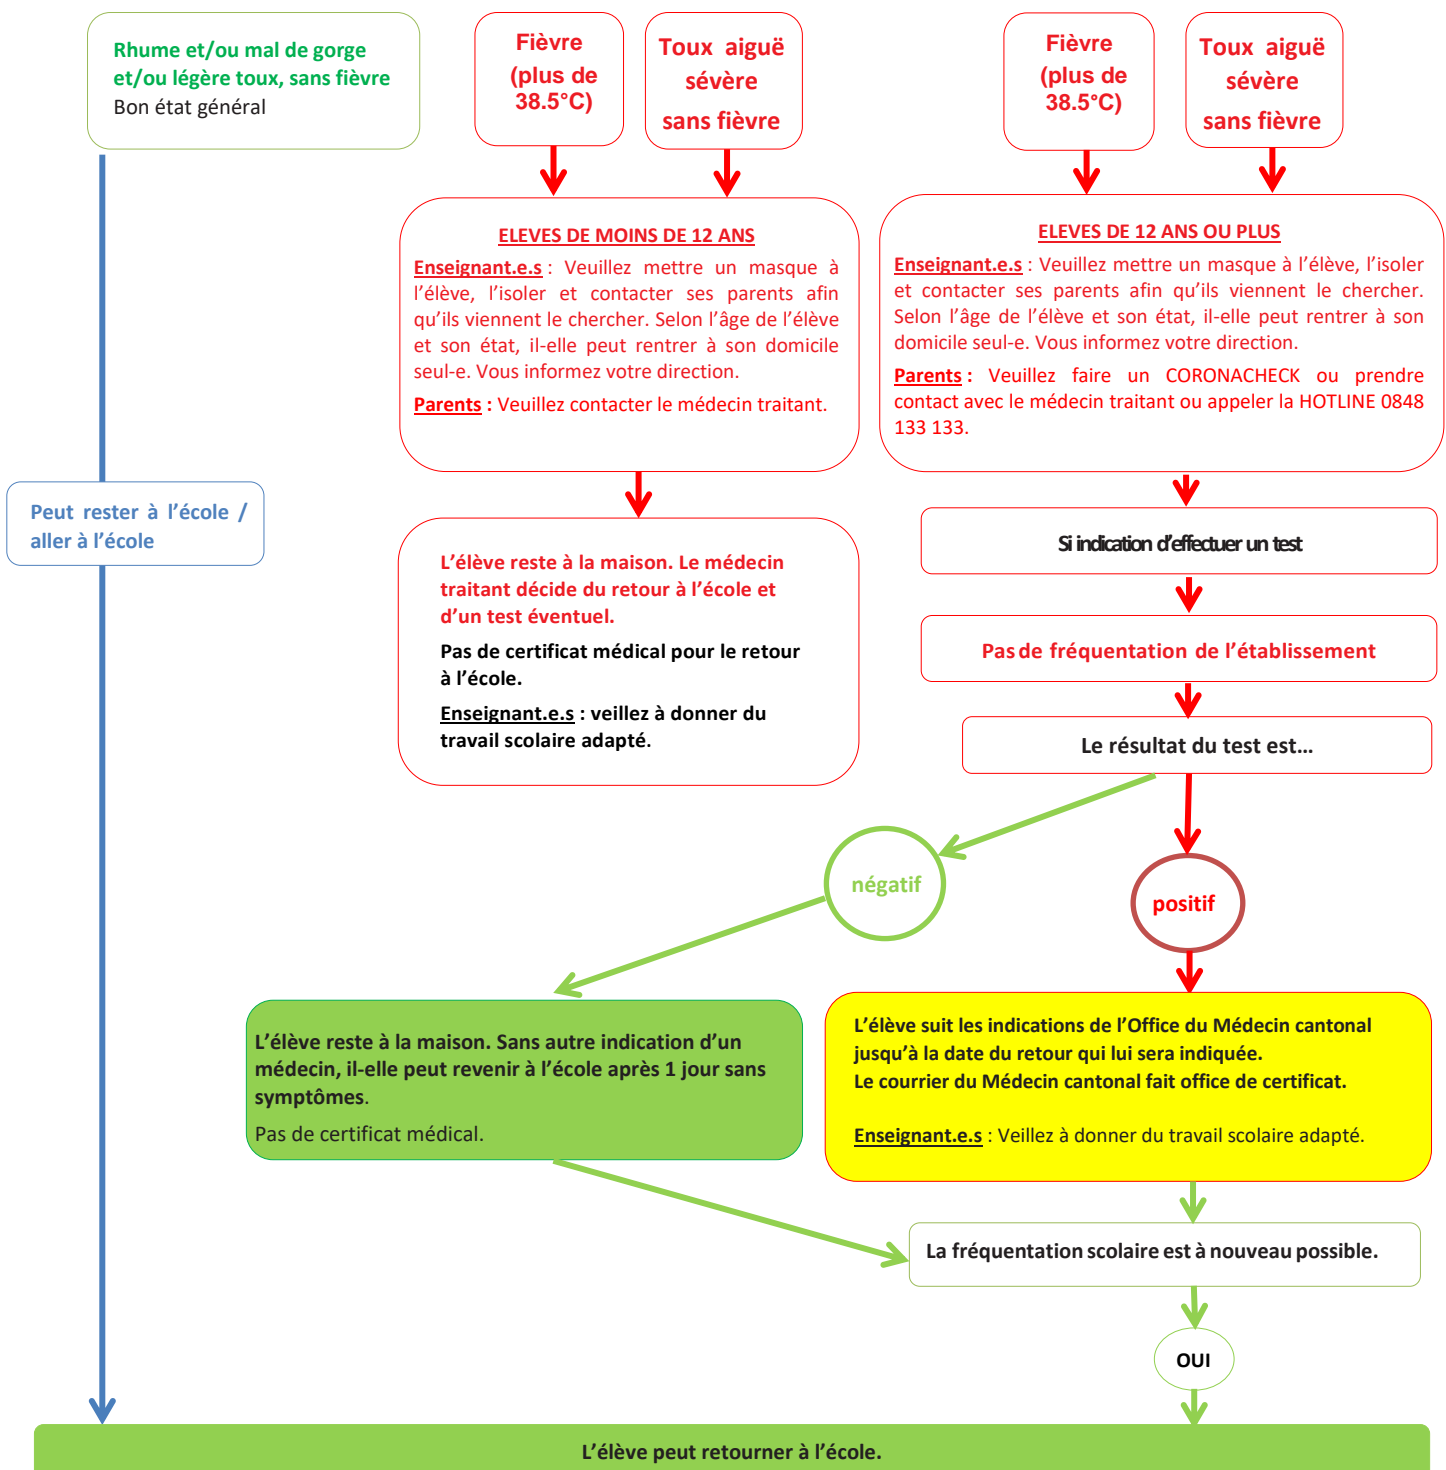 Rhume et/ou mal de gorge
et/ou légère toux, sans fièvre
Bon état général
Fièvre
(plus de
38.5°C)
Toux aiguë
sévère
sans fièvre
Fièvre
(plus de
38.5°C)
Toux aiguë
sévère
sans fièvre
ELEVES DE MOINS DE 12 ANS
Enseignant.e.s : Veuillez mettre un masque à
l’élève, l’isoler et contacter ses parents afin
qu’ils viennent le chercher. Selon l’âge de l’élève
et son état, il-elle peut rentrer à son domicile
seul-e. Vous informez votre direction.
Parents : Veuillez contacter le médecin traitant.
ELEVES DE 12 ANS OU PLUS
Enseignant.e.s : Veuillez mettre un masque à l’élève, l’isoler
et contacter ses parents afin qu’ils viennent le chercher.
Selon l’âge de l’élève et son état, il-elle peut rentrer à son
domicile seul-e. Vous informez votre direction.
Parents : Veuillez faire un CORONACHECK ou prendre
contact avec le médecin traitant ou appeler la HOTLINE 0848
133 133.
Peut rester à l’école /
aller à l’école
L’élève reste à la maison. Le médecin
traitant décide du retour à l’école et
d’un test éventuel.
Pas de certificat médical pour le retour
à l’école.
Enseignant.e.s : veillez à donner du
travail scolaire adapté.
Si indication d’effectuer un test
Pas de fréquentation de l’établissement
Le résultat du test est…
négatif
positif
L’élève reste à la maison. Sans autre indication d’un
médecin, il-elle peut revenir à l’école après 1 jour sans
symptômes.
Pas de certificat médical.
L’élève suit les indications de l’Office du Médecin cantonal
jusqu’à la date du retour qui lui sera indiquée.
Le courrier du Médecin cantonal fait office de certificat.
Enseignant.e.s : Veillez à donner du travail scolaire adapté.
La fréquentation scolaire est à nouveau possible.
OUI
L’élève peut retourner à l’école.